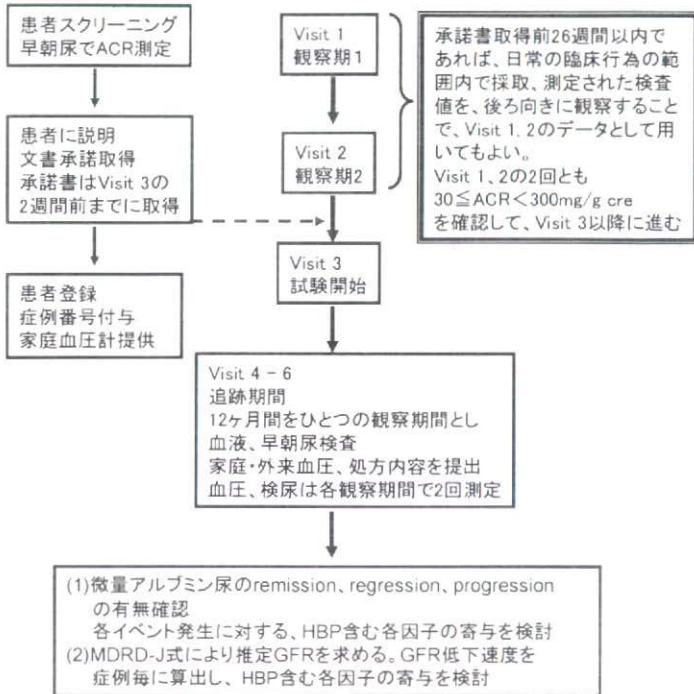 患者スクリーニング
早朝尿でACR測定
患者に説明
文書承諾取得
承諾書はVisit 3の
2週間前までに取得
患者登録
症例番号付与
家庭血圧計提供
Visit 1
観察期1
Visit 2
観察期2
承諾書取得前26週間以内で
あれば、日常の臨床行為の範
囲内で採取、測定された検査
値を、後ろ向きに観察すること
で、Visit 1, 2のデータとして用
いてもよい。
Visit 1、2の2回とも
30≦ACR<300mg/g cre
を確認して、Visit 3以降に進む
Visit 3
試験開始
Visit 4 - 6
追跡期間
12ヶ月間をひとつの観察期間とし
血液、早朝尿検査
家庭・外来血圧、処方内容を提出
血圧、検尿は各観察期間で2回測定
(1)微量アルブミン尿のremission、regression、progression
の有無確認
各イベント発生に対する、HBP含む各因子の寄与を検討
(2)MDRD-J式により推定GFRを求める。GFR低下速度を
症例毎に算出し、HBP含む各因子の寄与を検討